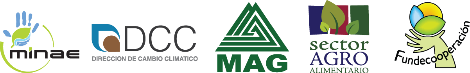 minae
DCC
DIRECCION DE CAMBIO CLIMATICO
MAG
sector
AGRO
ALIMENTARIO
Fundecooperación